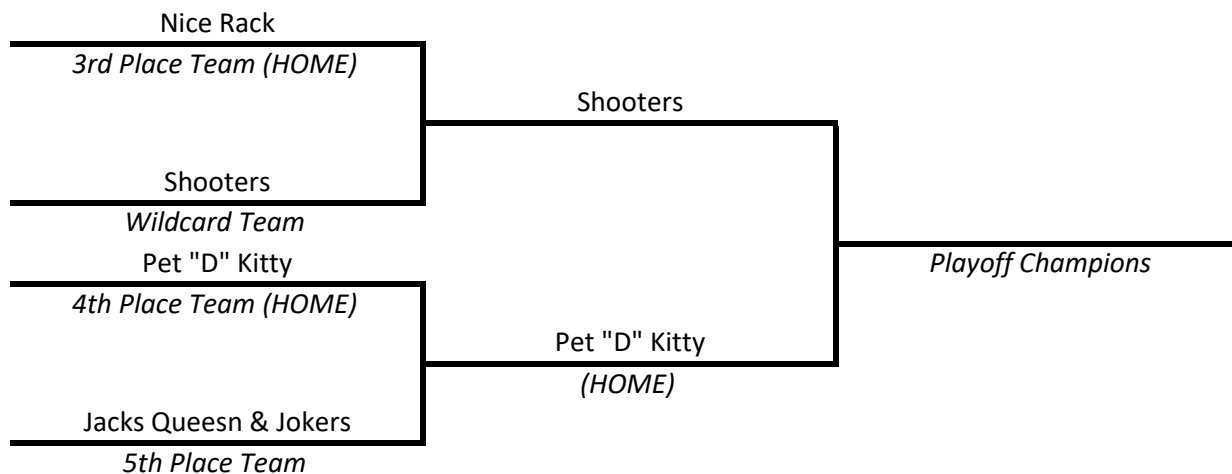 Nice Rack
3rd Place Team (HOME)
Shooters
Shooters
Wildcard Team
Pet "D" Kitty
4th Place Team (HOME)
Playoff Champions
Pet "D" Kitty
(HOME)
Jacks Queesn & Jokers
5th Place Team